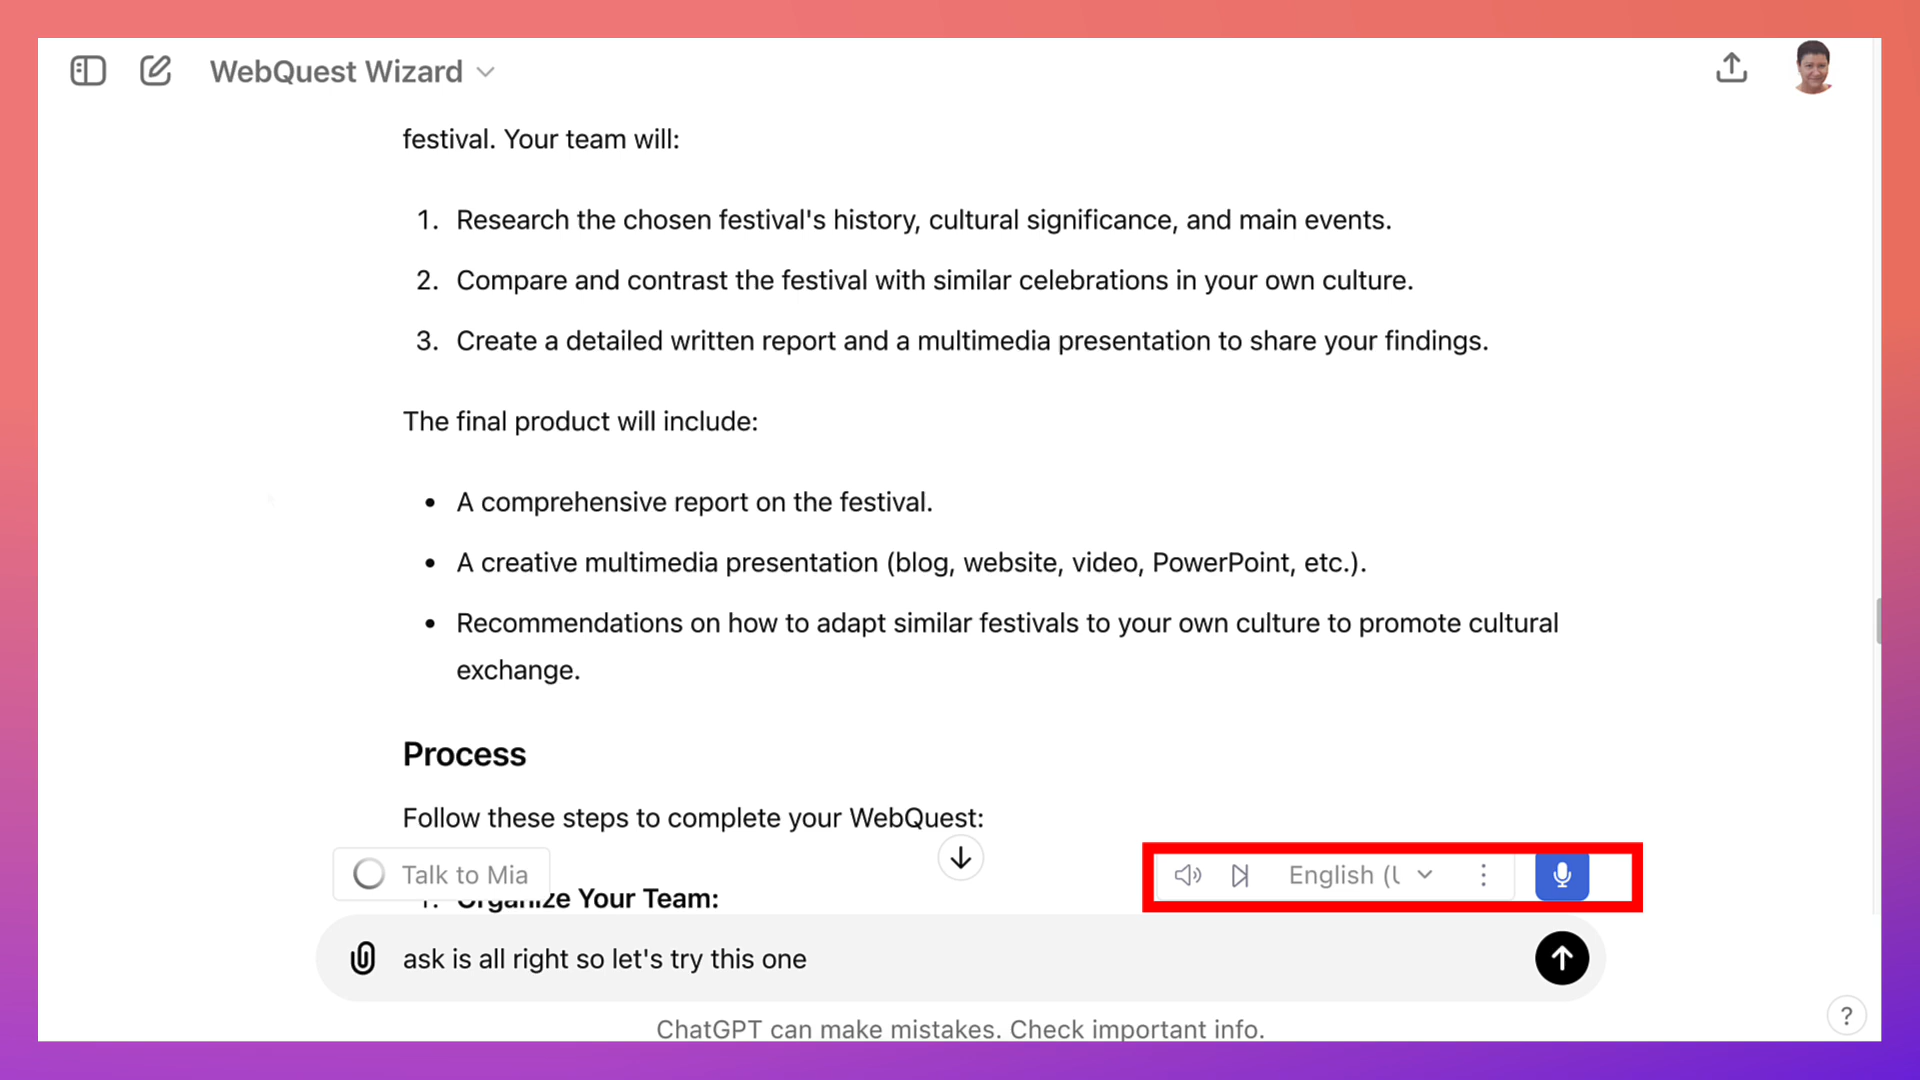 WebQuest Wizard
festival. Your team will:
1. Research the chosen festival's history, cultural significance, and main events.
2. Compare and contrast the festival with similar celebrations in your own culture.
3. Create a detailed written report and a multimedia presentation to share your findings.
The final product will include:
• A comprehensive report on the festival.
• A creative multimedia presentation (blog, website, video, PowerPoint, etc.).
• Recommendations on how to adapt similar festivals to your own culture to promote cultural
exchange.
Process
Follow these steps to complete your WebQuest:
Talk to Mia
English (
1. Organize Your Team:
ask is all right so let's try this one
ChatGPT can make mistakes. Check important info.
?